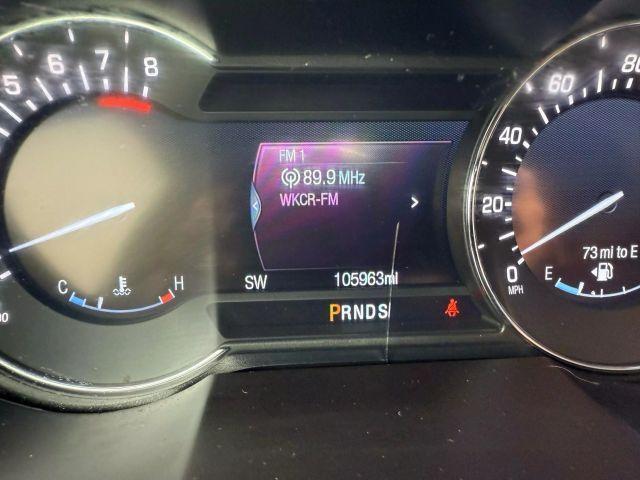 5 6 7 8
FM 1
89.9 MHz
WKCR-FM
C H
SW 105963mi
PRNDS
0 20 40 60 80
MPH
73 mi to E
E